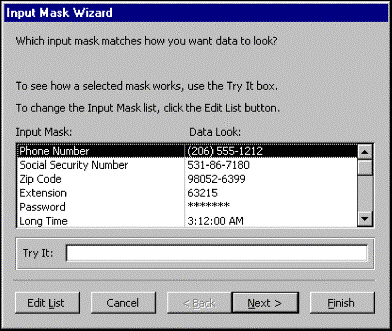 Input Mask Wizard
Which input mask matches how you want data to look?
To see how a selected mask works, use the Try It box.
To change the Input Mask list, click the Edit List button.
Input Mask: Data Look:
Phone Number (206) 555-1212
Social Security Number 531-86-7180
Zip Code 98052-6399
Extension 63215
Password *******
Long Time 3:12:00 AM
Try It:
Edit List Cancel < Back Next > Finish